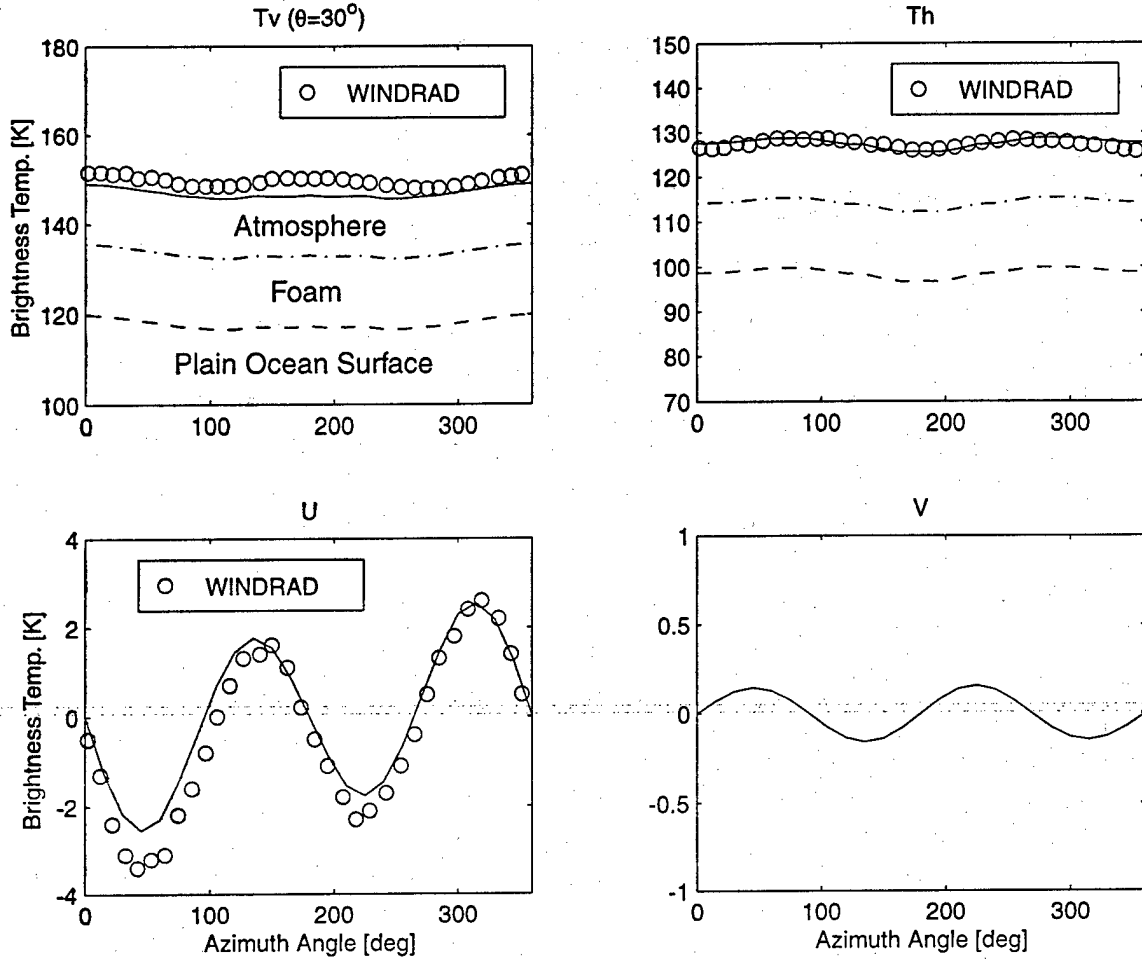 Tv (θ=30°)
180
160
140
120
100
Brightness Temp. [K]
WINDRAD
Atmosphere
Foam
Plain Ocean Surface
0
100
200
300
Th
150
140
130
120
110
100
90
80
70
WINDRAD
0
100
200
300
U
4
2
0
-2
-4
Brightness Temp. [K]
WINDRAD
0
100
200
300
Azimuth Angle [deg]
V
1
0.5
0
-0.5
-1
0
100
200
300
Azimuth Angle [deg]